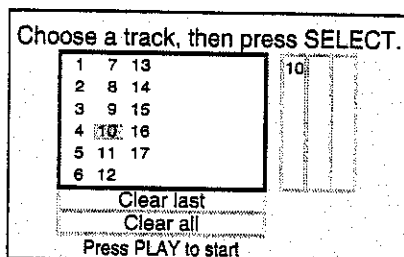 Choose a track, then press SELECT.
1 7 13 10
2 8 14
3 9 15
4 10 16
5 11 17
6 12
Clear last
Clear all
Press PLAY to start